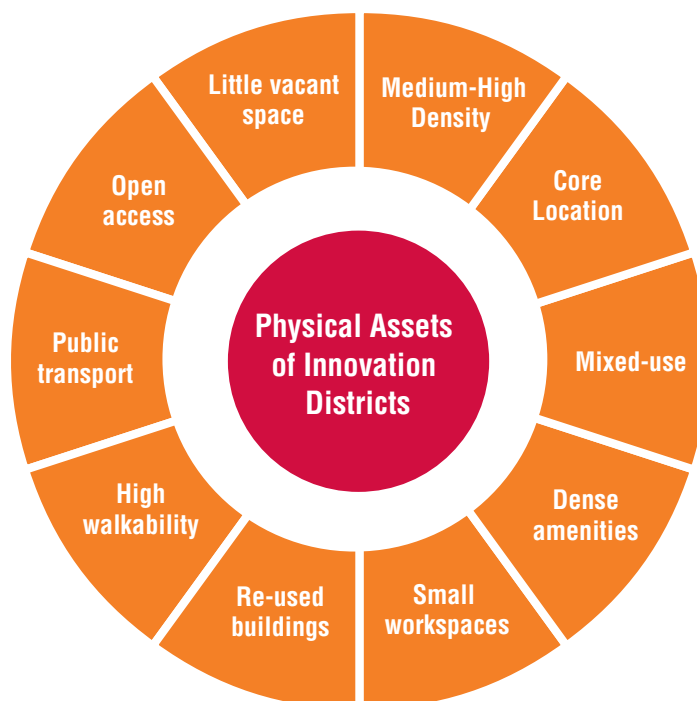 Physical Assets
of Innovation
Districts
Medium-High
Density
Core
Location
Mixed-use
Dense
amenities
Small
workspaces
Re-used
buildings
High
walkability
Public
transport
Open
access
Little vacant
space